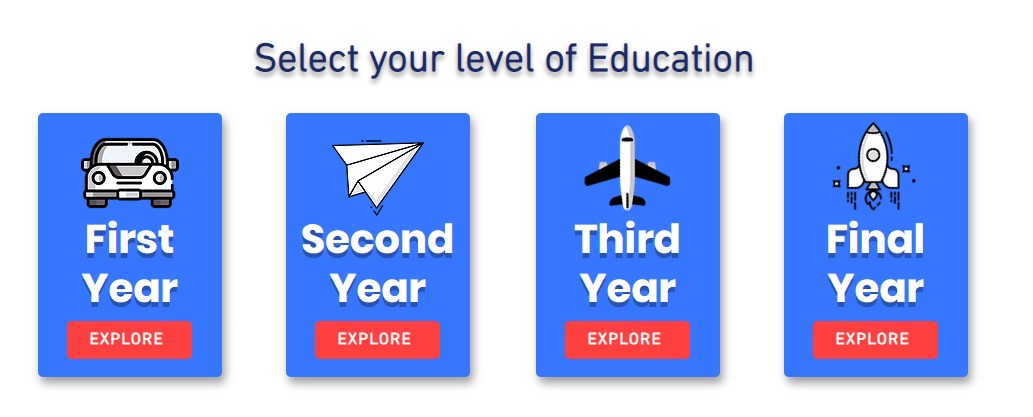 Select your level of Education
First
Year
EXPLORE
Second
Year
EXPLORE
Third
Year
EXPLORE
Final
Year
EXPLORE